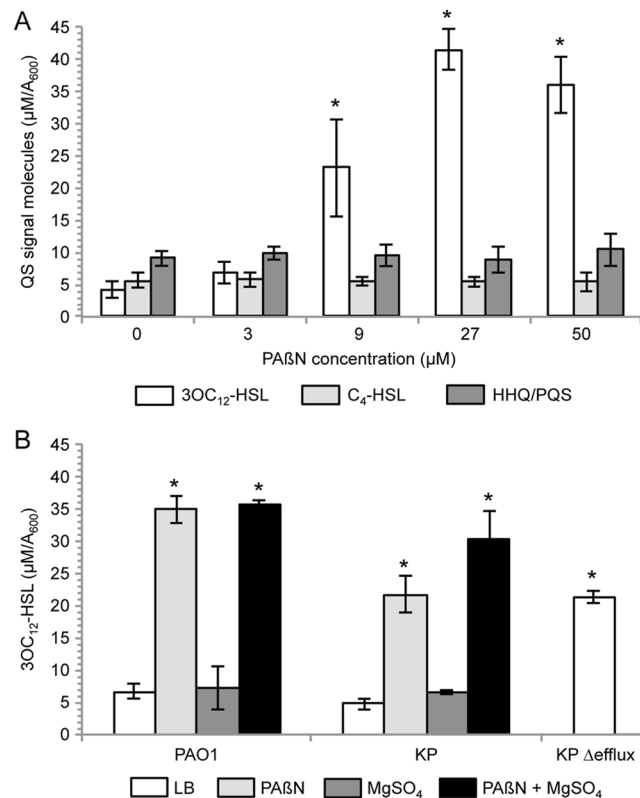 A
QS signal molecules (µM/A600)
45
40
35
30
25
20
15
10
5
0
*
*
*
0 3 9 27 50
PAßN concentration (µM)
3OC12-HSL C4-HSL HHQ/PQS
B
3OC12-HSL (µM/A600)
45
40
35
30
25
20
15
10
5
0
* * * * *
PAO1 KP KP Δefflux
LB PAßN MgSO4 PAßN + MgSO4